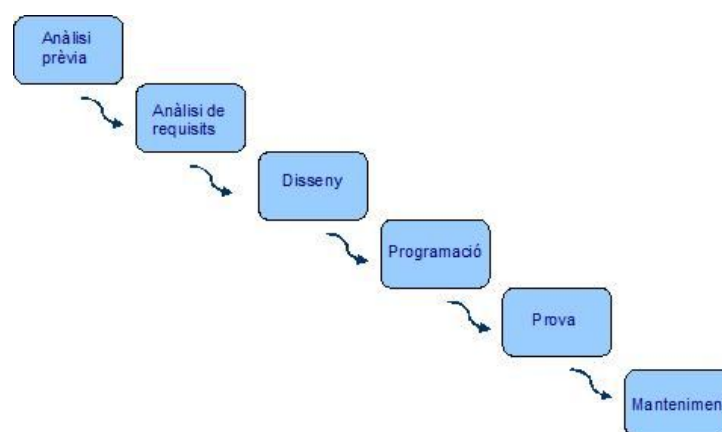 Anàlisi
prèvia
Anàlisi de
requisits
Disseny
Programació
Prova
Mantenimen